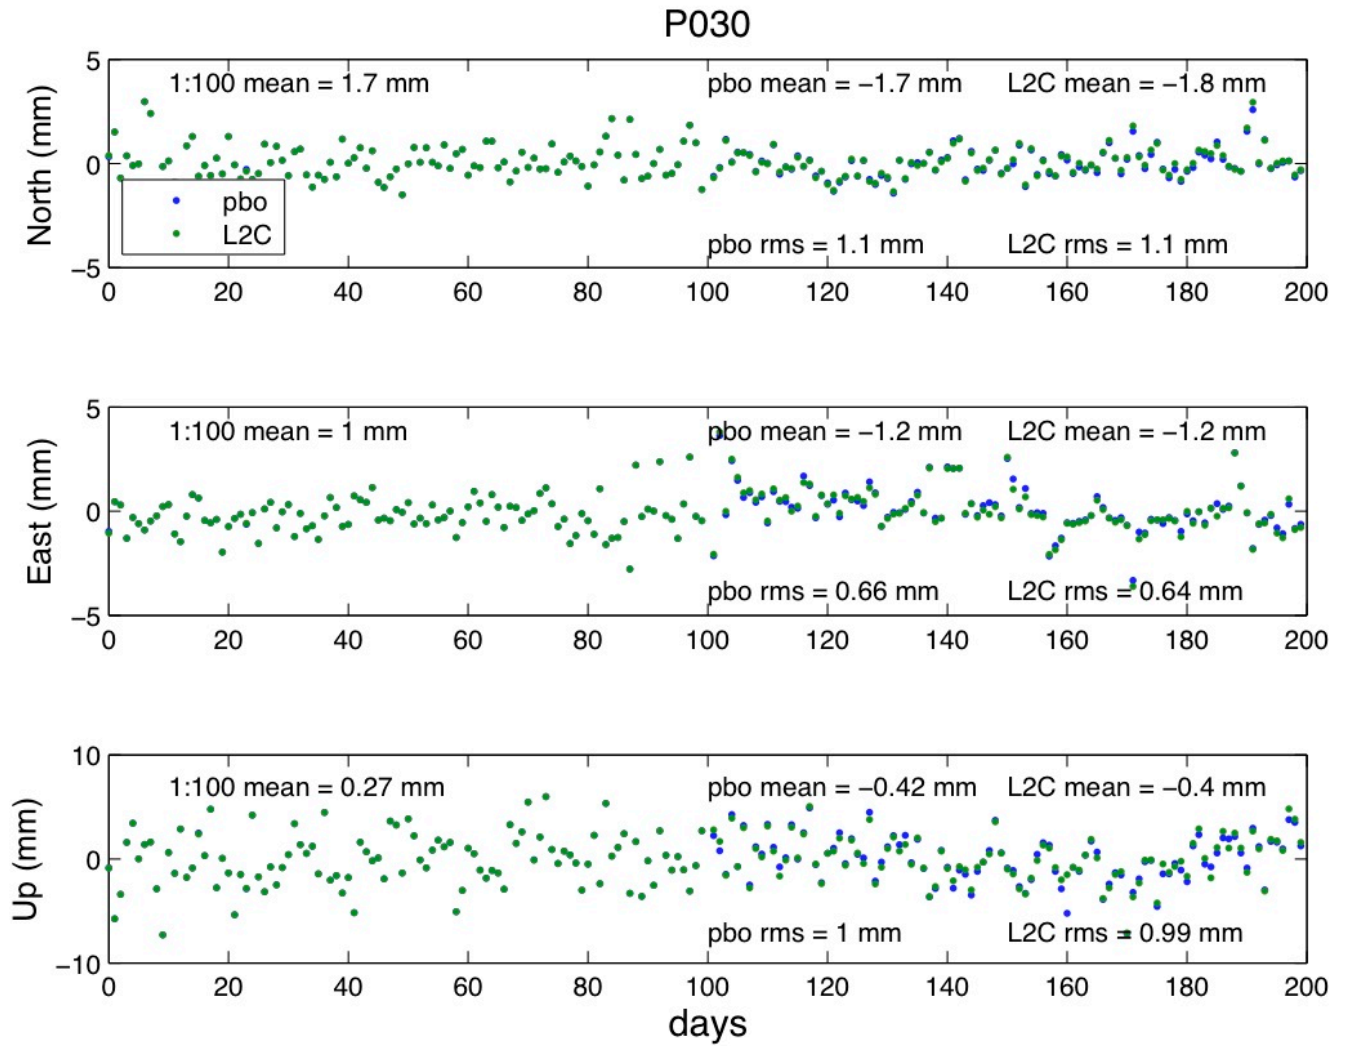 P030
5
1:100 mean = 1.7 mm
pbo mean = −1.7 mm
L2C mean = −1.8 mm
North (mm)
0
pbo
L2C
pbo rms = 1.1 mm
L2C rms = 1.1 mm
−5
0 20 40 60 80 100 120 140 160 180 200
5
1:100 mean = 1 mm
pbo mean = −1.2 mm
L2C mean = −1.2 mm
East (mm)
0
pbo rms = 0.66 mm
L2C rms = 0.64 mm
−5
0 20 40 60 80 100 120 140 160 180 200
10
1:100 mean = 0.27 mm
pbo mean = −0.42 mm
L2C mean = −0.4 mm
Up (mm)
0
pbo rms = 1 mm
L2C rms = 0.99 mm
−10
0 20 40 60 80 100 120 140 160 180 200
days